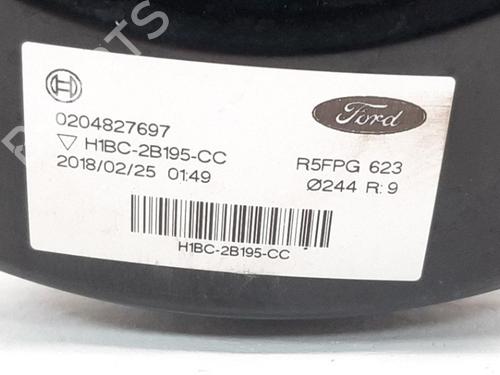 0204827697
▽ H1BC-2B195-CC
2018/02/25 01:49
Ford
R5FPG 623
Ø244 R:9
H1BC-2B195-CC